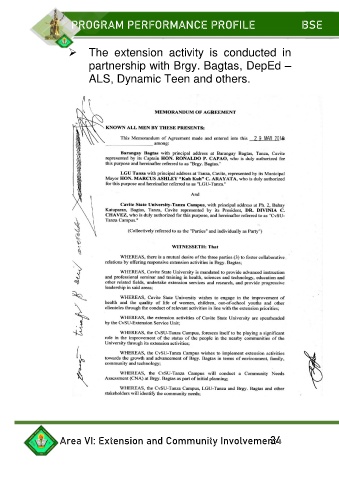 PROGRAM PERFORMANCE PROFILE BSE
➢ The extension activity is conducted in
partnership with Brgy. Bagtas, DepEd –
ALS, Dynamic Teen and others.
MEMORANDUM OF AGREEMENT
KNOWN ALL MEN BY THESE PRESENTS:
This Memorandum of Agreement made and entered into this 29 MAR
among:
Barangay Bagtas with principal address at Barangay Bagtas, Tanza, Cavite
represented by its Captain HON. RONALDO P. CAPAO, who is duly authorized for
this purpose and hereinafter referred to as "Brgy. Bagtas."
LGU Tanza with principal address at Tanza, Cavite, represented by its Municipal
Mayor HON. MARCUS ASHLEY "Kuh Kuh" C. ARAYATA, who is duly authorized
for this purpose and hereinafter referred to as "LGU-Tanza."
And
Cavite State University-Tanza Campus, with principal address at Ph. 2, Bahay
Katuparan, Bagtas, Tanza, Cavite represented by its President, DR. DIVINIA C.
CHAVEZ, who is duly authorized for this purpose, and hereinafter referred to as "CvSU-
Tanza Campus."
(Collectively referred to as the "Parties" and individually as Party")
WITNESSETH: That
WHEREAS, there is a mutual desire of the three parties (3) to foster collaborative
relations by offering responsive extension activities in Brgy. Bagtas;
WHEREAS, Cavite State University is mandated to provide advanced instruction
and professional seminar and training in health, sciences and technology, education and
other related fields, undertake extension services and research, and provide progressive
leadership in said areas;
WHEREAS, Cavite State University, wishes to engage in the improvement of
health and the quality of life of women, children, out-of-school youths and other
clienteles through the conduct of relevant activities in line with the extension priorities;
WHEREAS, the extension activities of Cavite State University are spearheaded
by the CvSU-Extension Service Unit;
WHEREAS, the CvSU-Tanza Campus, foresees itself to be playing a significant
role in the improvement of the status of the people in the nearby communities of the
University through its extension activities;
WHEREAS, the CvSU-Tanza Campus wishes to implement extension activities
towards the growth and advancement of Brgy. Bagtas in terms of environment, family,
community and technology;
WHEREAS, the CvSU-Tanza Campus will conduct a Community Needs
Assessment (CNA) at Brgy. Bagtas as part of initial planning;
WHEREAS, the CvSU-Tanza Campus, LGU-Tanza and Brgy. Bagtas and other
stakeholders will identify the community needs;
Area VI: Extension and Community Involvement 34